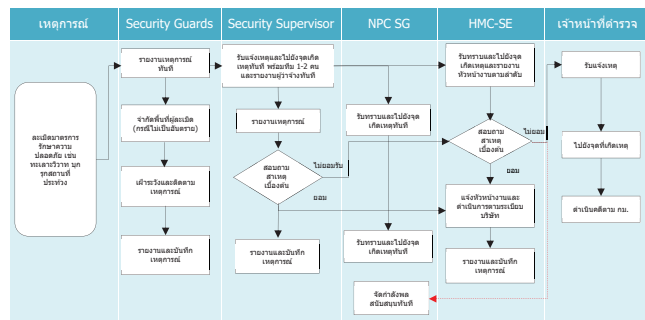 เหตุการณ์
Security Guards
Security Supervisor
NPC SG
HMC-SE
เจ้าหน้าที่ตำรวจ
ละเมิดมาตรการ
รักษาความ
ปลอดภัย เช่น
ทะเลาะวิวาท บุก
รุกสถานที่
ประท้วง
รายงานเหตุการณ์
ทันที
จำกัดพื้นที่ผู้ละเมิด
(กรณีไม่เป็นอันตราย)
เฝ้าระวังและติดตาม
เหตุการณ์
รายงานและบันทึก
เหตุการณ์
รับแจ้งเหตุและไปยังจุดเกิด
เหตุทันที พร้อมทีม 1-2 คน
และรายงานผู้ว่าจ้างทันที
รายงานเหตุการณ์
สอบถาม
สาเหตุ
เบื้องต้น
ไม่ยอมรับ
ยอม
รายงานและบันทึก
เหตุการณ์
รับทราบและไปยังจุด
เกิดเหตุทันที
รับทราบและไปยังจุด
เกิดเหตุทันที
จัดกำลังพล
สนับสนุนทันที
รับทราบและไปยังจุด
เกิดเหตุและรายงาน
หัวหน้างานตามลำดับ
สอบถาม
สาเหตุ
เบื้องต้น
ไม่ยอม
ยอม
แจ้งหัวหน้างานและ
ดำเนินการตามระเบียบ
บริษัท
รายงานและบันทึก
เหตุการณ์
รับแจ้งเหตุ
ไปยังจุดที่เกิดเหตุ
ดำเนินคดีตาม กม.